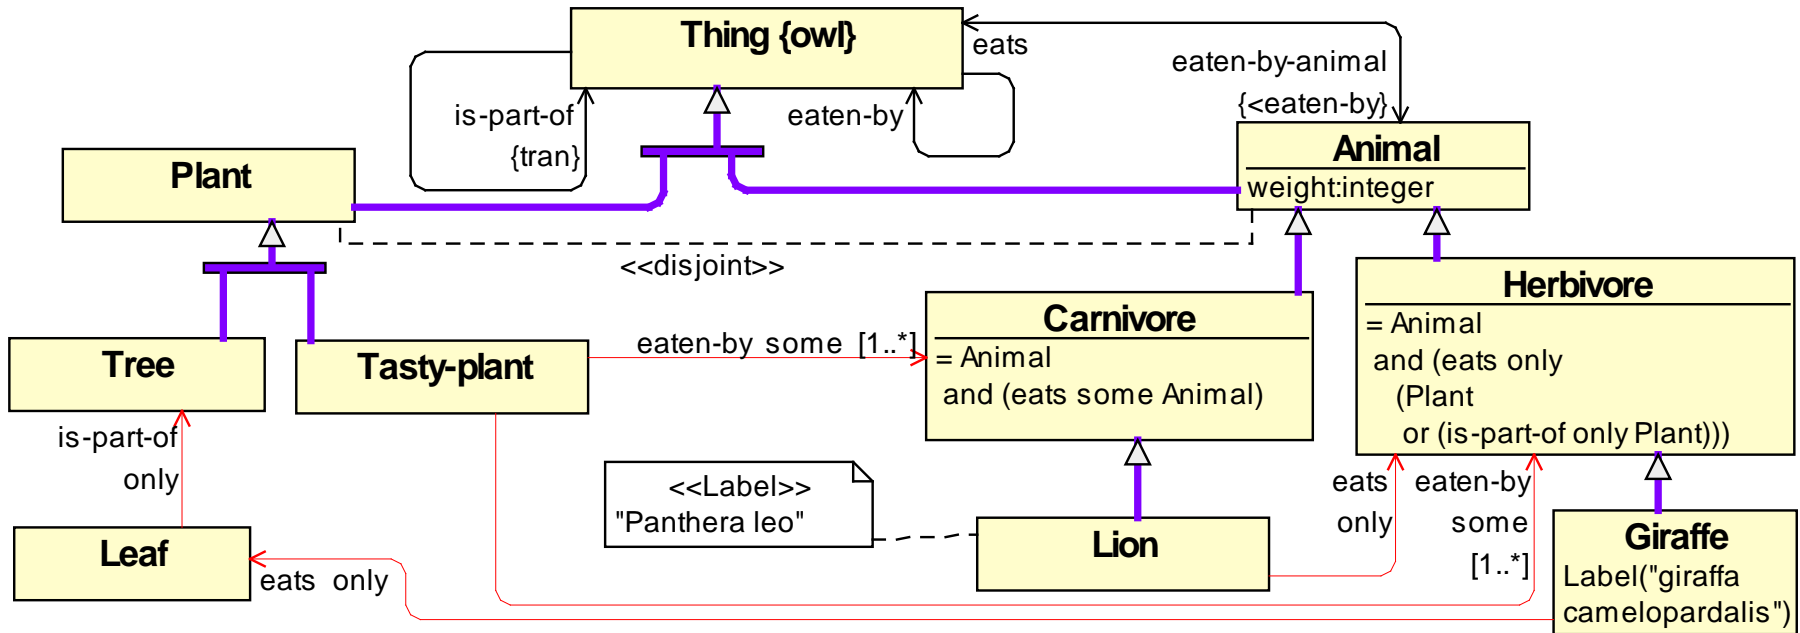 Thing {owl}
eats
eaten-by-animal
{<eaten-by}
is-part-of
{tran}
eaten-by
Plant
Animal
weight:integer
<<disjoint>>
Tree
Tasty-plant
eaten-by some [1..*]
Carnivore
= Animal
and (eats some Animal)
Herbivore
= Animal
and (eats only
(Plant
or (is-part-of only Plant)))
is-part-of
only
<<Label>>
"Panthera leo"
eats
only
eaten-by
some
[1..*]
Leaf
eats only
Lion
Giraffe
Label("giraffa
camelopardalis")